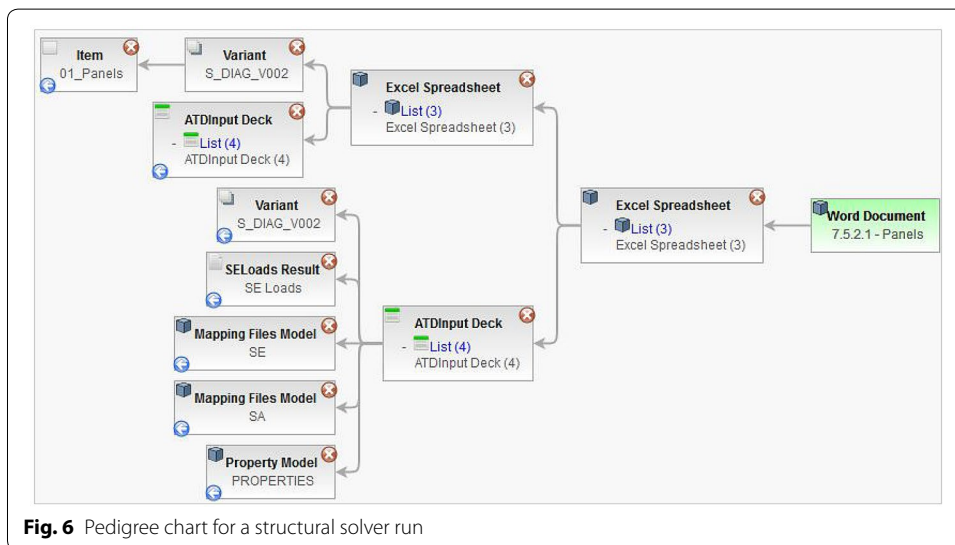 Item
01_Panels
Variant
S_DIAG_V002
Excel Spreadsheet
- List (3)
Excel Spreadsheet (3)
ATDInput Deck
- List (4)
ATDInput Deck (4)
Variant
S_DIAG_V002
Excel Spreadsheet
- List (3)
Excel Spreadsheet (3)
Word Document
7.5.2.1 - Panels
SELoads Result
SE Loads
Mapping Files Model
SE
ATDInput Deck
- List (4)
ATDInput Deck (4)
Mapping Files Model
SA
Property Model
PROPERTIES
Fig. 6 Pedigree chart for a structural solver run